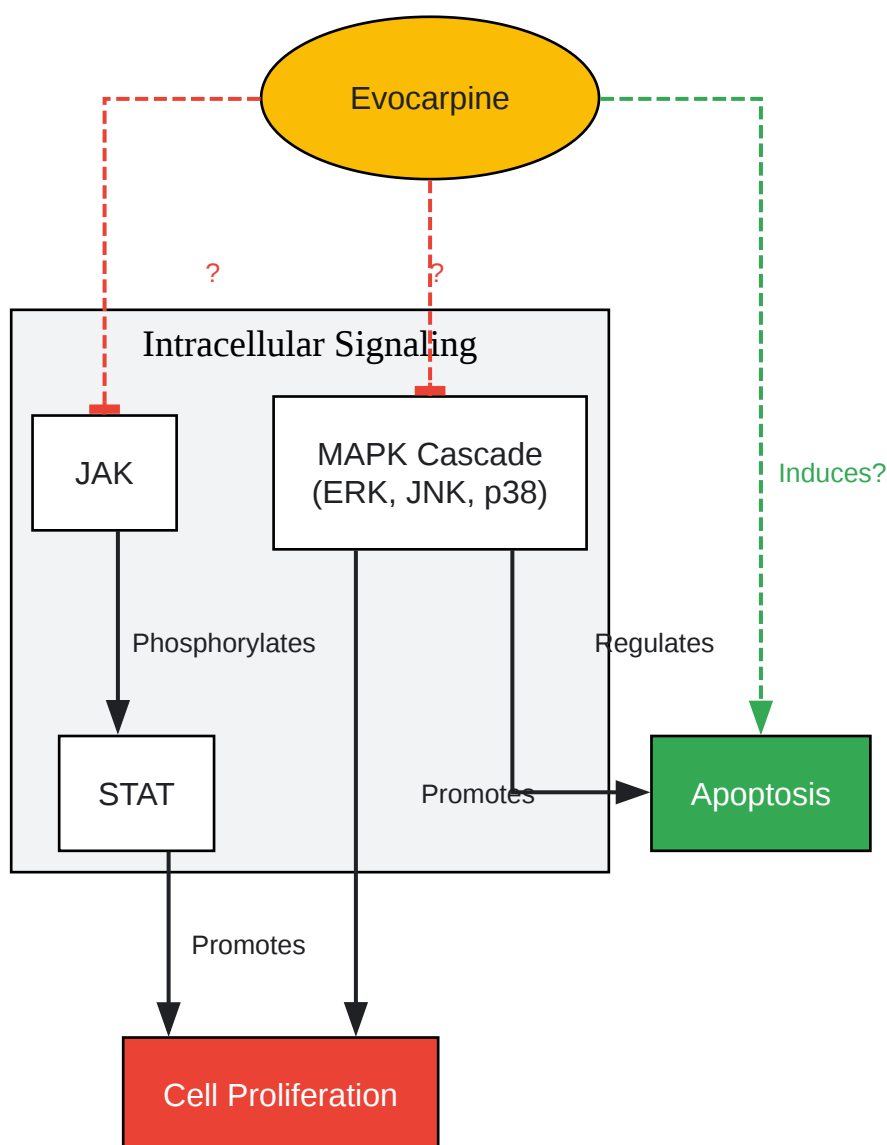 Evocarpine
?
?
Intracellular Signaling
JAK
MAPK Cascade
(ERK, JNK, p38)
Induces?
Phosphorylates
Regulates
STAT
Promotes
Apoptosis
Promotes
Cell Proliferation